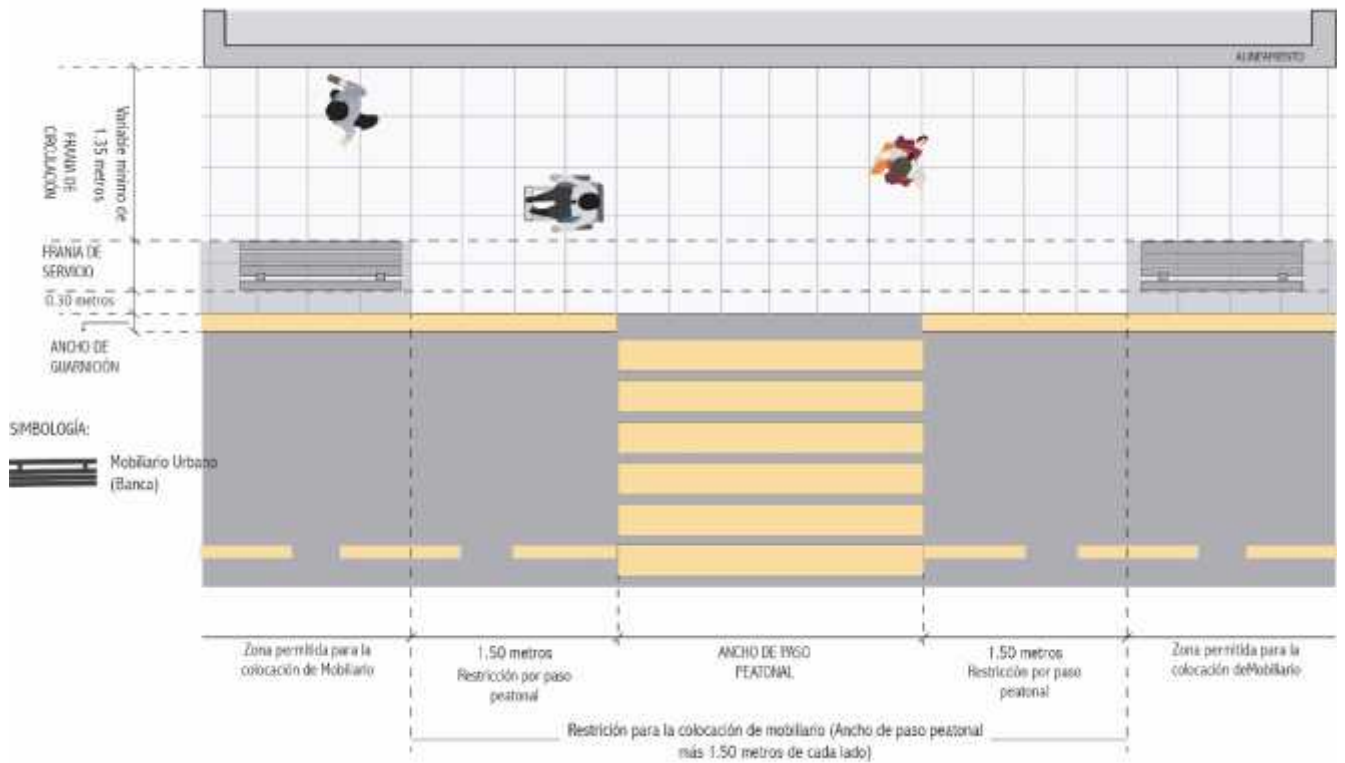 ALINEAMIENTO
Variable mínimo de
1.35 metros
FRANJA DE
CIRCULACIÓN
FRANJA DE
SERVICIO
0.30 metros
ANCHO DE
GUARNICIÓN
SIMBOLOGÍA:
Mobiliario Urbano
(Banca)
Zona permitida para la
colocación de Mobiliario
1.50 metros
Restricción por paso
peatonal
ANCHO DE PASO
PEATONAL
1.50 metros
Restricción por paso
peatonal
Zona permitida para la
colocación deMobiliario
Restrición para la colocación de mobiliario (Ancho de paso peatonal
más 1.50 metros de cada lado)